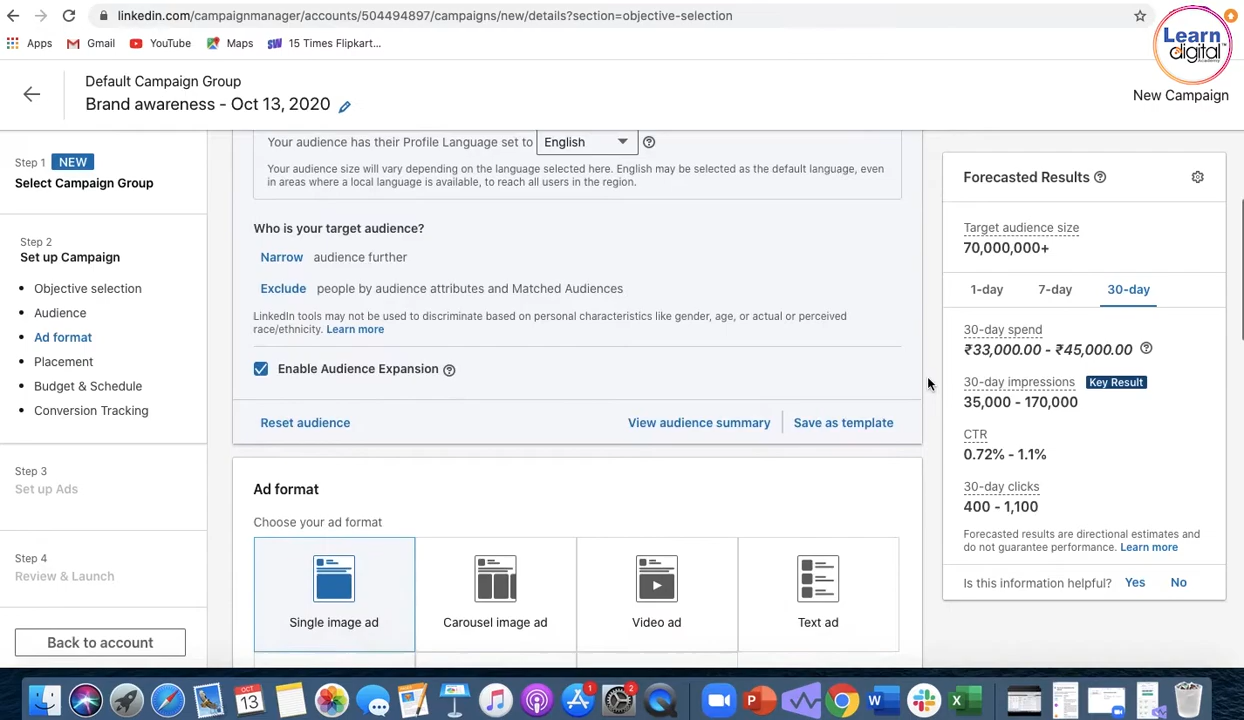 linkedin.com/campaignmanager/accounts/504494897/campaigns/new/details?section=objective-selection
Apps
Gmail
YouTube
Maps
15 Times Flipkart...
Learn
digital
Academy
TM
Default Campaign Group
Brand awareness - Oct 13, 2020
New Campaign
Step 1 NEW
Select Campaign Group
Step 2
Set up Campaign
• Objective selection
• Audience
• Ad format
• Placement
• Budget & Schedule
• Conversion Tracking
Step 3
Set up Ads
Step 4
Review & Launch
Back to account
Your audience has their Profile Language set to English
Your audience size will vary depending on the language selected here. English may be selected as the default language, even
in areas where a local language is available, to reach all users in the region.
Who is your target audience?
Narrow audience further
Exclude people by audience attributes and Matched Audiences
LinkedIn tools may not be used to discriminate based on personal characteristics like gender, age, or actual or perceived
race/ethnicity. Learn more
Enable Audience Expansion
Reset audience
View audience summary
Save as template
Ad format
Choose your ad format
Single image ad
Carousel image ad
Video ad
Text ad
Forecasted Results
Target audience size
70,000,000+
1-day 7-day 30-day
30-day spend
₹33,000.00 - ₹45,000.00
30-day impressions Key Result
35,000 - 170,000
CTR
0.72% - 1.1%
30-day clicks
400 - 1,100
Forecasted results are directional estimates and
do not guarantee performance. Learn more
Is this information helpful? Yes No
OCT
13
1
2